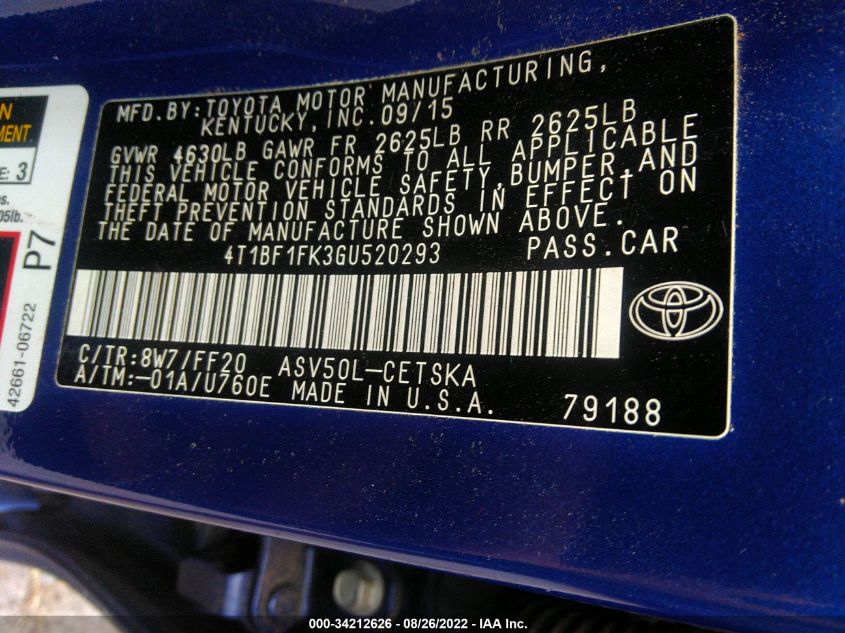 MFD.BY:TOYOTA MOTOR MANUFACTURING,
KENTUCKY, INC.09/15
GVWR 4630LB GAWR FR 2625LB RR 2625LB
THIS VEHICLE CONFORMS TO ALL APPLICABLE
FEDERAL MOTOR VEHICLE SAFETY,BUMPER,AND
THEFT PREVENTION STANDARDS IN EFFECT ON
THE DATE OF MANUFACTURE SHOWN ABOVE.
4T1BF1FK3GU520293 PASS.CAR
C/TR:8W7/FF20 ASV50L-CETSKA
A/TM:-01A/U760E MADE IN U.S.A.
79188
3
P7
42661-06722
000-34212626 - 08/26/2022 - IAA Inc.